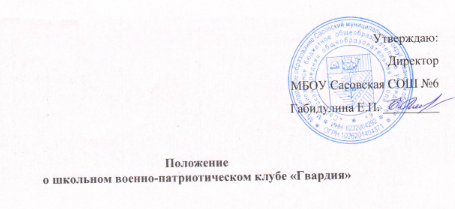 Утверждаю:
Директор
МБОУ Сасовская СОШ №6
Габидулина Е.П.
Положение
о школьном военно-патриотическом клубе «Гвардия»